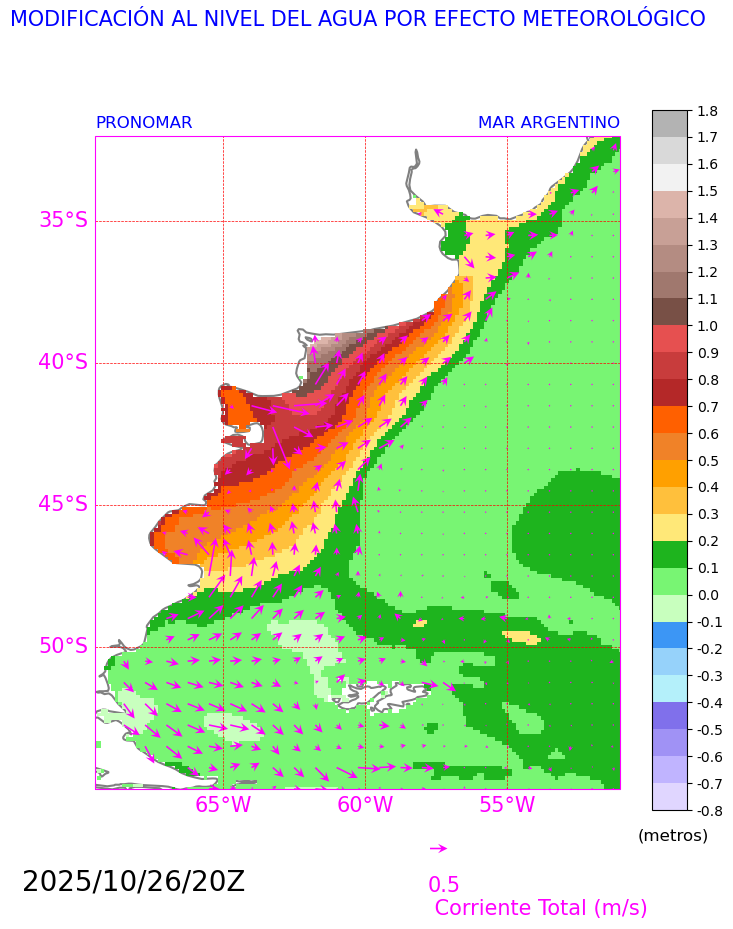 MODIFICACIÓN AL NIVEL DEL AGUA POR EFECTO METEOROLÓGICO
PRONOMAR
MAR ARGENTINO
35°S
40°S
45°S
50°S
65°W
60°W
55°W
1.8
1.7
1.6
1.5
1.4
1.3
1.2
1.1
1.0
0.9
0.8
0.7
0.6
0.5
0.4
0.3
0.2
0.1
0.0
-0.1
-0.2
-0.3
-0.4
-0.5
-0.6
-0.7
-0.8
(metros)
2025/10/26/20Z
0.5
Corriente Total (m/s)